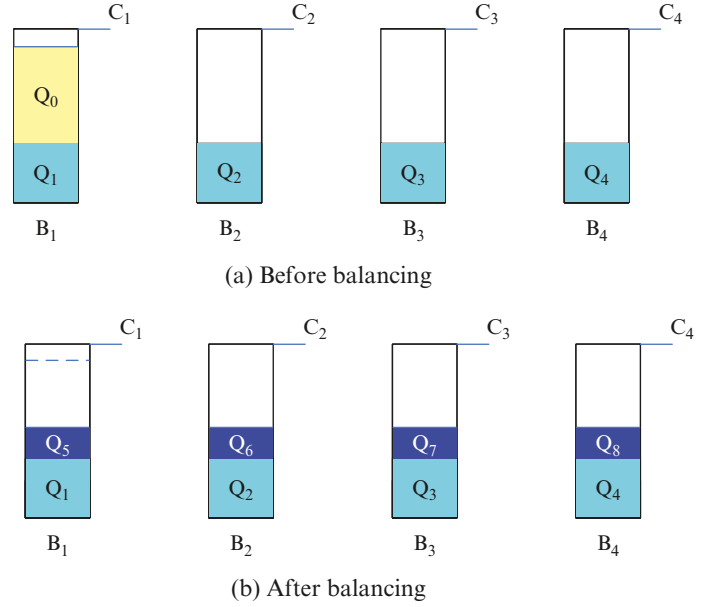 C₁ C₂ C₃ C₄
Q₀
Q₁ Q₂ Q₃ Q₄
B₁ B₂ B₃ B₄
(a) Before balancing
C₁ C₂ C₃ C₄
Q₅ Q₆ Q₇ Q₈
Q₁ Q₂ Q₃ Q₄
B₁ B₂ B₃ B₄
(b) After balancing